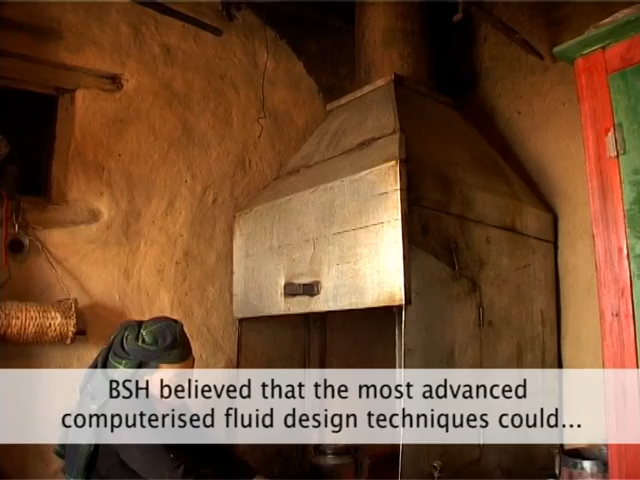 BSH believed that the most advanced
computerised fluid design techniques could...